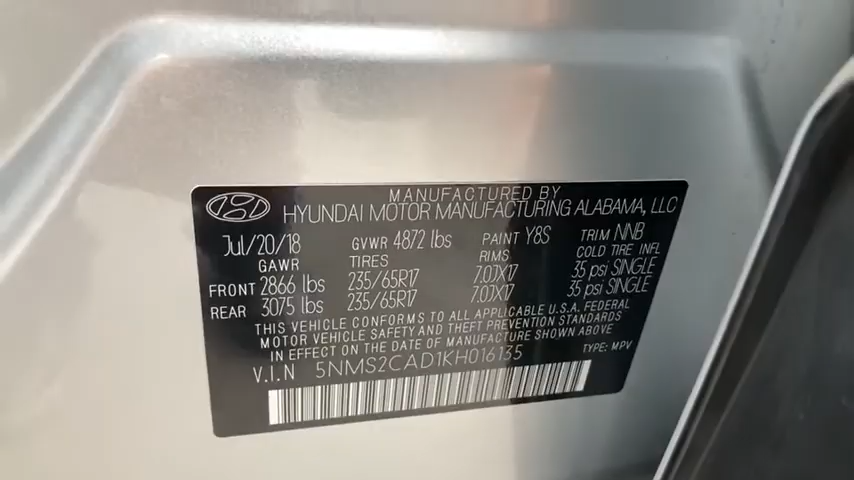 MANUFACTURED BY
HYUNDAI MOTOR MANUFACTURING ALABAMA, LLC
Jul/20/18 GVWR 4872 lbs PAINT Y8S TRIM NNB
GAWR TIRES RIMS COLD TIRE INFL
FRONT 2866 lbs 235/65R17 7.0JX17 35 psi SINGLE
REAR 3075 lbs 235/65R17 7.0JX17 35 psi SINGLE
THIS VEHICLE CONFORMS TO ALL APPLICABLE U.S.A. FEDERAL
MOTOR VEHICLE SAFETY AND THEFT PREVENTION STANDARDS
IN EFFECT ON THE DATE OF MANUFACTURE SHOWN ABOVE
V.I.N 5NMS2CAD1KH016135 TYPE: MPV